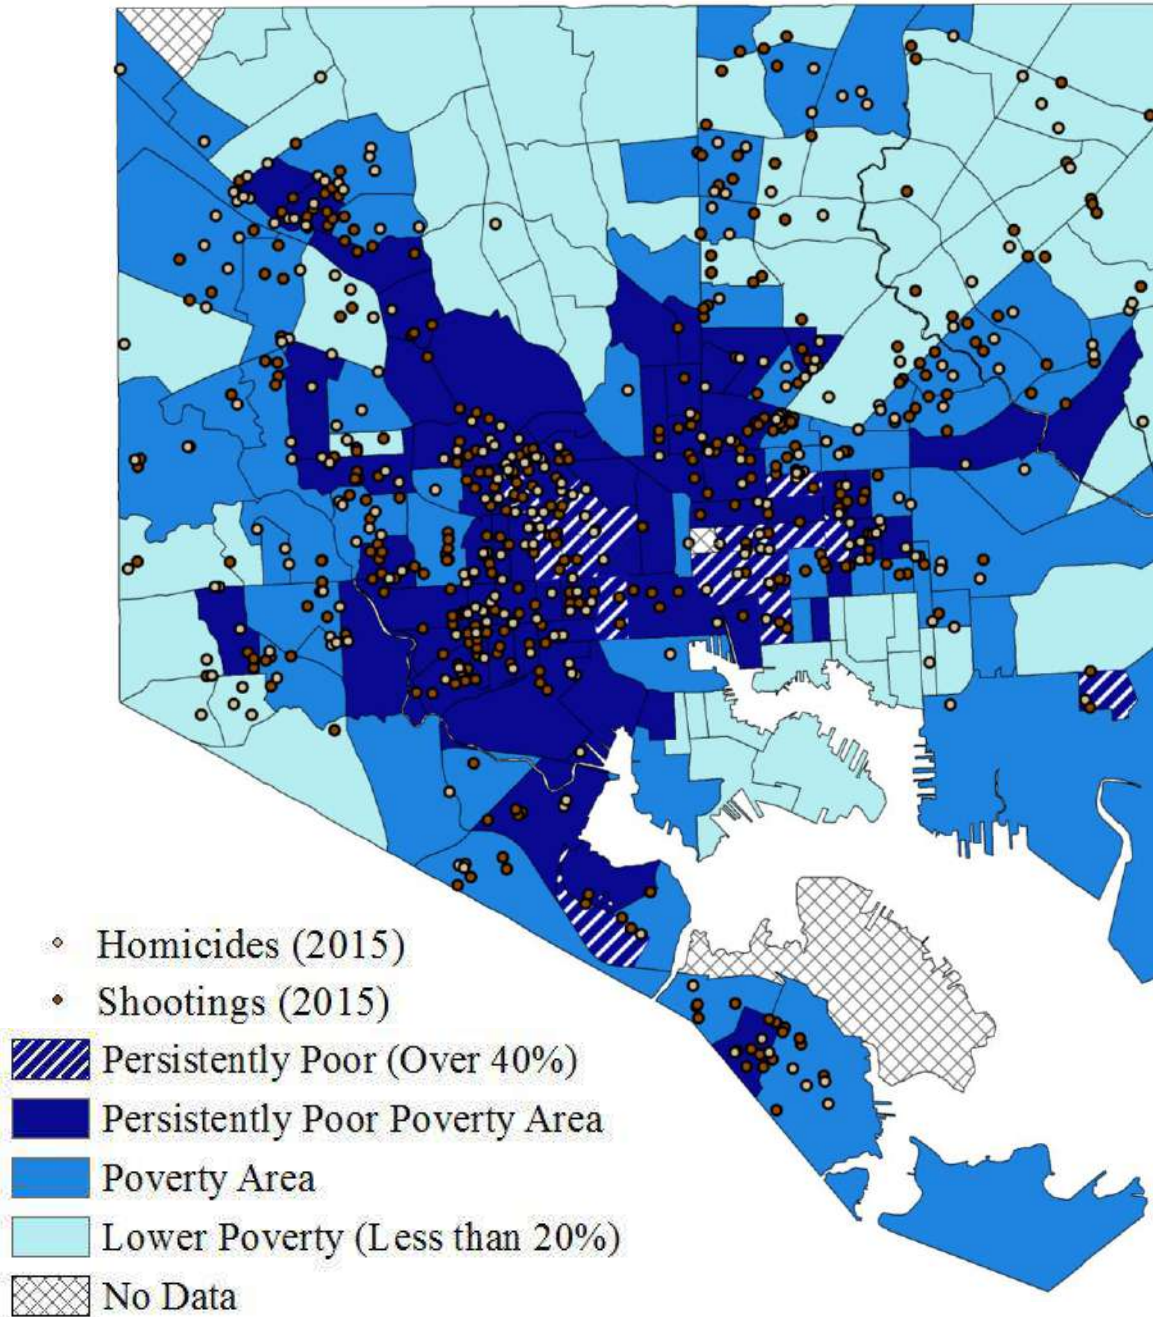 Homicides (2015)
Shootings (2015)
Persistently Poor (Over 40%)
Persistently Poor Poverty Area
Poverty Area
Lower Poverty (Less than 20%)
No Data